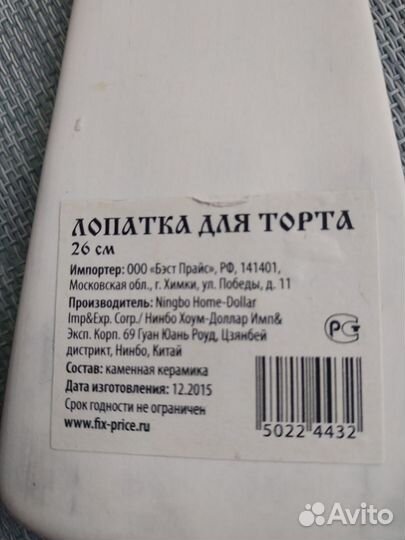 ЛОПАТКА ДЛЯ ТОРТА
26 см
Импортер: ООО «Бэст Прайс», РФ, 141401,
Московская обл., г. Химки, ул. Победы, д. 11
Производитель: Ningbo Home-Dollar
Imp&Exp. Corp./ Нинбо Хоум-Доллар Имп&
Эксп. Корп. 69 Гуан Юань Роуд, Цзянбей
дистрикт, Нинбо, Китай
Состав: каменная керамика
Дата изготовления: 12.2015
Срок годности не ограничен
www.fix-price.ru
5022 4432
Avito